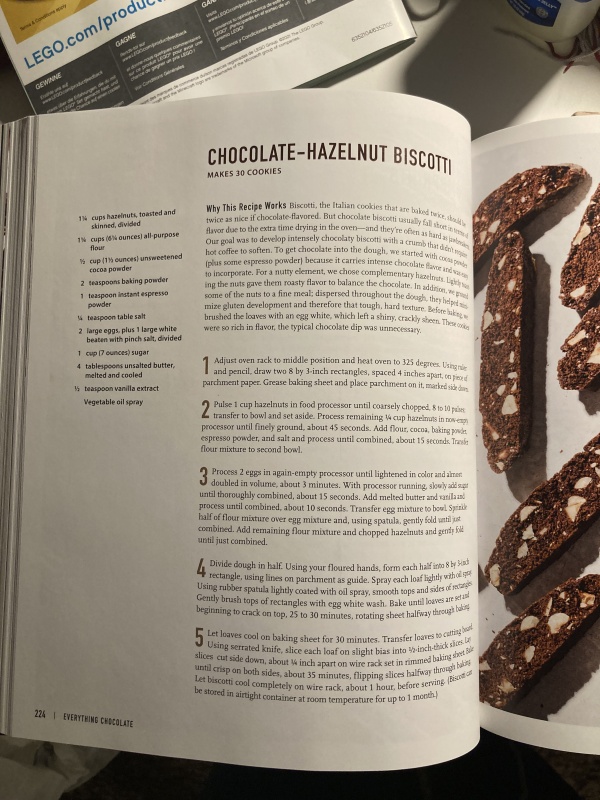 LEGO.com/product
GAGNE
GEWINNE
6352104/6352105
CHOCOLATE-HAZELNUT BISCOTTI
MAKES 30 COOKIES
1¼ cups hazelnuts, toasted and
skinned, divided
1¼ cups (6¼ ounces) all-purpose
flour
½ cup (1½ ounces) unsweetened
cocoa powder
2 teaspoons baking powder
1 teaspoon instant espresso
powder
¼ teaspoon table salt
2 large eggs, plus 1 large white
beaten with pinch salt, divided
1 cup (7 ounces) sugar
4 tablespoons unsalted butter,
melted and cooled
½ teaspoon vanilla extract
Vegetable oil spray
Why This Recipe Works Biscotti, the Italian cookies that are baked twice, should be
twice as nice if chocolate-flavored. But chocolate biscotti usually fall short in terms of
flavor due to the extra time drying in the oven—and they're often as hard as
Our goal was to develop intensely chocolaty biscotti with a crumb that didn't require
hot coffee to soften. To get chocolate into the dough, we started with cocoa powder
(plus some espresso powder) because it carries intense chocolate flavor and was easy
to incorporate. For a nutty element, we chose complementary hazelnuts. Lightly
ing the nuts gave them roasty flavor to balance the chocolate. In addition, we ground
some of the nuts to a fine meal; dispersed throughout the dough, they helped
mize gluten development and therefore that tough, hard texture. Before baking, we
brushed the loaves with an egg white, which left a shiny, crackly sheen. These cookies
were so rich in flavor, the typical chocolate dip was unnecessary.
1 Adjust oven rack to middle position and heat oven to 325 degrees. Using ruler
and pencil, draw two 8 by 3-inch rectangles, spaced 4 inches apart, on piece of
parchment paper. Grease baking sheet and place parchment on it, marked side down.
2 Pulse 1 cup hazelnuts in food processor until coarsely chopped, 8 to 10 pulses;
transfer to bowl and set aside. Process remaining ¼ cup hazelnuts in now-empty
processor until finely ground, about 45 seconds. Add flour, cocoa, baking powder,
espresso powder, and salt and process until combined, about 15 seconds. Transfer
flour mixture to second bowl.
3 Process 2 eggs in again-empty processor until lightened in color and almost
doubled in volume, about 3 minutes. With processor running, slowly add sugar
until thoroughly combined, about 15 seconds. Add melted butter and vanilla and
process until combined, about 10 seconds. Transfer egg mixture to bowl. Sprinkle
half of flour mixture over egg mixture and, using spatula, gently fold until just
combined. Add remaining flour mixture and chopped hazelnuts and gently fold
until just combined.
4 Divide dough in half. Using your floured hands, form each half into 8 by 3-inch
rectangle, using lines on parchment as guide. Spray each loaf lightly with oil spray.
Using rubber spatula lightly coated with oil spray, smooth tops and sides of rectangles.
Gently brush tops of rectangles with egg white wash. Bake until loaves are set and
beginning to crack on top, 25 to 30 minutes, rotating sheet halfway through baking.
5 Let loaves cool on baking sheet for 30 minutes. Transfer loaves to cutting board.
Using serrated knife, slice each loaf on slight bias into ½-inch-thick slices. Lay
slices cut side down, about ¼ inch apart on wire rack set in rimmed baking sheet. Bake
until crisp on both sides, about 35 minutes, flipping slices halfway through baking.
Let biscotti cool completely on wire rack, about 1 hour, before serving. (Biscotti can
be stored in airtight container at room temperature for up to 1 month.)
224 | EVERYTHING CHOCOLATE